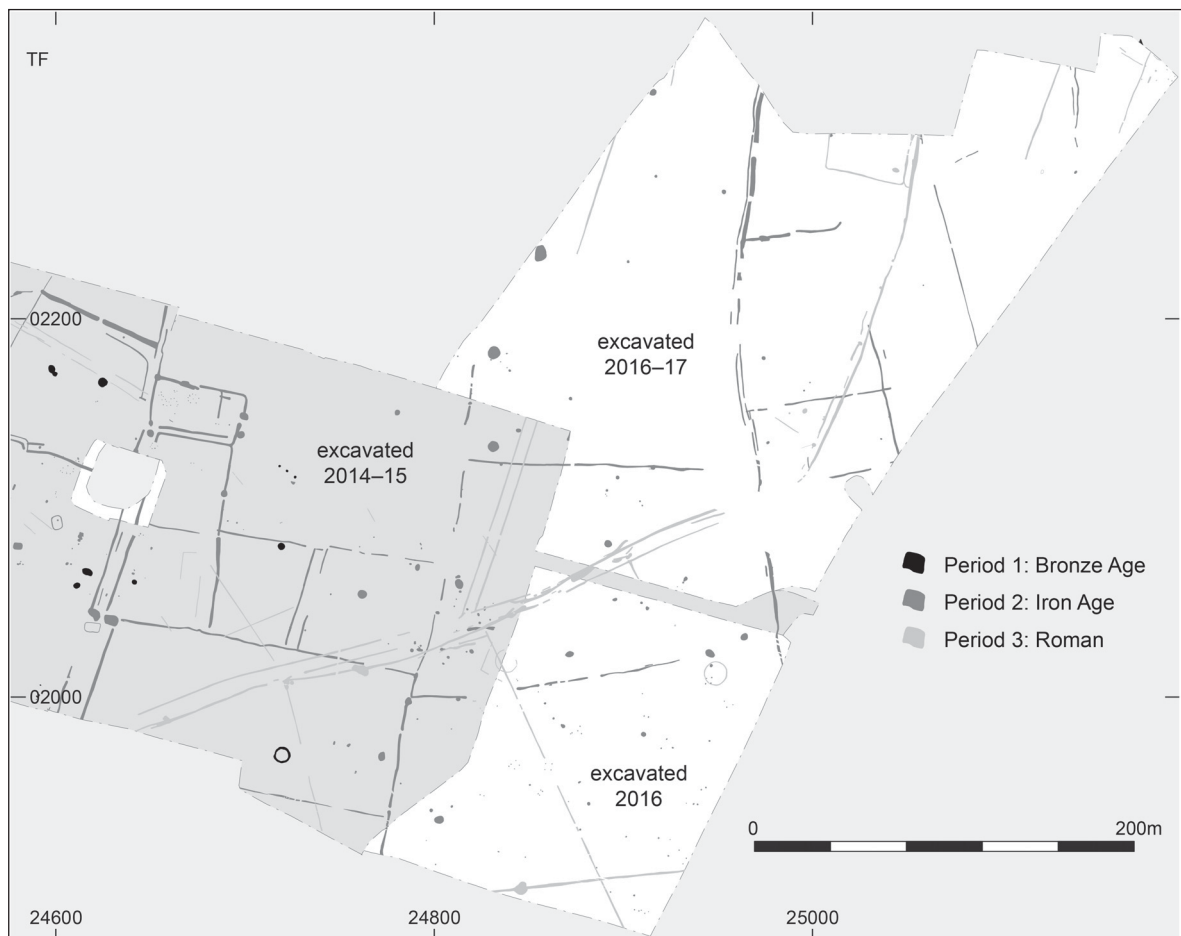 TF
02200
excavated
2016–17
excavated
2014–15
Period 1: Bronze Age
Period 2: Iron Age
Period 3: Roman
02000
excavated
2016
0
200m
24600
24800
25000